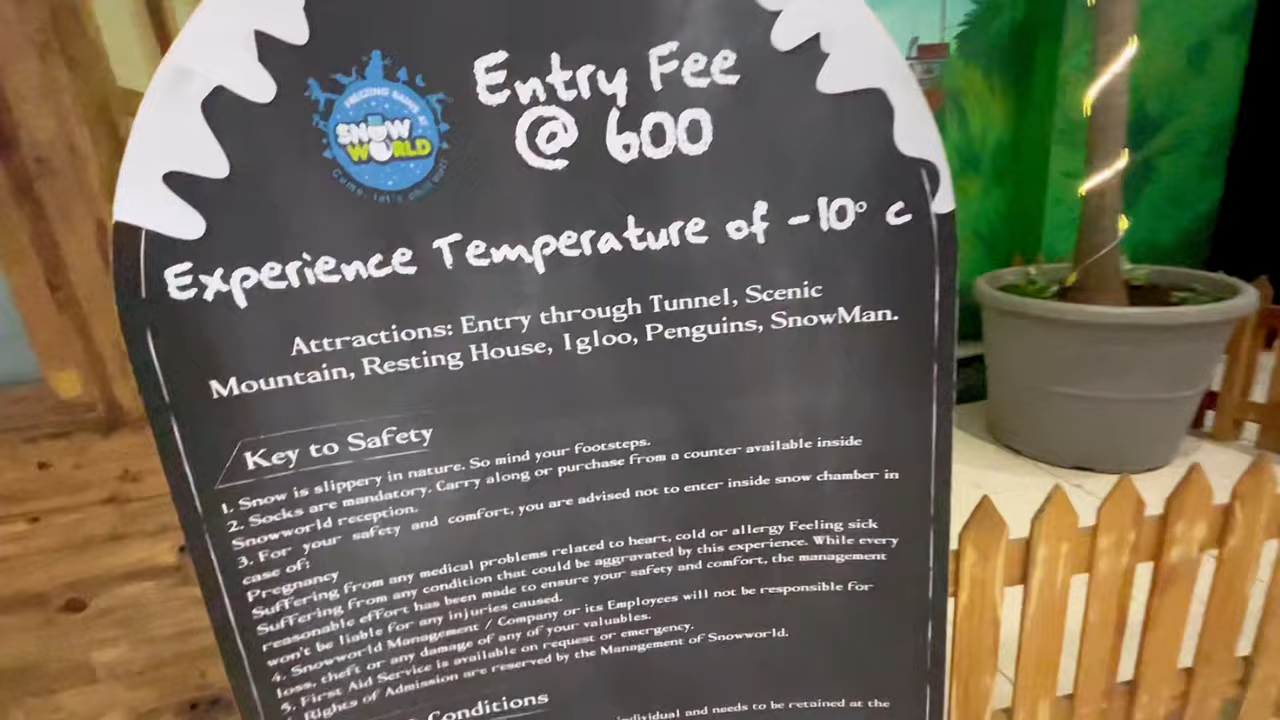 FREEZING
SNOW
WORLD
Entry Fee
@ 600
Experience Temperature of -10° c
Attractions: Entry through Tunnel, Scenic
Mountain, Resting House, Igloo, Penguins, SnowMan.
Key to Safety
1. Snow is slippery in nature. So mind your footsteps.
2. Socks are mandatory. Carry along or purchase from a counter available inside
Snowworld reception.
3. For your safety and comfort, you are advised not to enter inside snow chamber in
case of:
Pregnancy
Suffering from any medical problems related to heart, cold or allergy Feeling sick
Suffering from any condition that could be aggravated by this experience. While every
reasonable effort has been made to ensure your safety and comfort, the management
won't be liable for any injuries caused.
4. Snowworld Management / Company or its Employees will not be responsible for
loss, theft or any damage of any of your valuables.
5. First Aid Service is available on request or emergency.
Rights of Admission are reserved by the Management of Snowworld.
Conditions
individual and needs to be retained at the